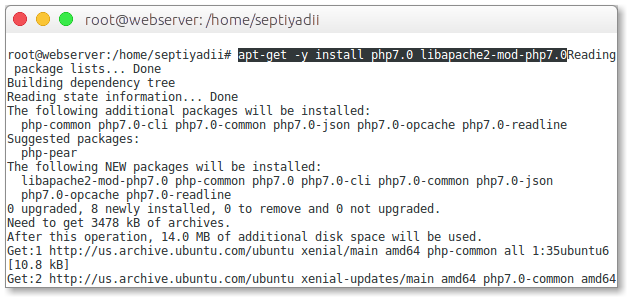 root@webserver: /home/septiyadii
root@webserver:/home/septiyadii# apt-get -y install php7.0 libapache2-mod-php7.0Reading
 package lists... Done
Building dependency tree
Reading state information... Done
The following additional packages will be installed:
  php-common php7.0-cli php7.0-common php7.0-json php7.0-opcache php7.0-readline
Suggested packages:
  php-pear
The following NEW packages will be installed:
  libapache2-mod-php7.0 php-common php7.0 php7.0-cli php7.0-common php7.0-json
  php7.0-opcache php7.0-readline
0 upgraded, 8 newly installed, 0 to remove and 0 not upgraded.
Need to get 3478 kB of archives.
After this operation, 14.0 MB of additional disk space will be used.
Get:1 http://us.archive.ubuntu.com/ubuntu xenial/main amd64 php-common all 1:35ubuntu6
[10.8 kB]
Get:2 http://us.archive.ubuntu.com/ubuntu xenial-updates/main amd64 php7.0-common amd64